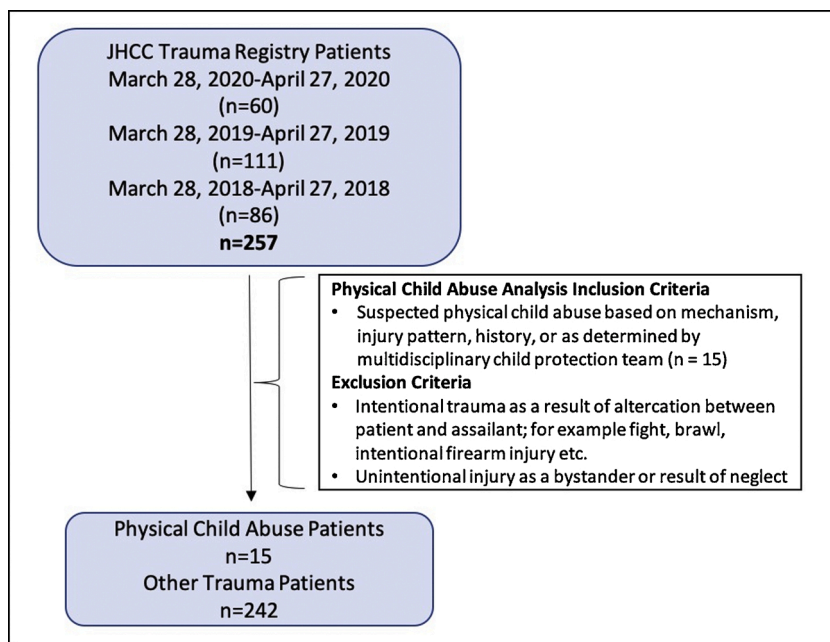 JHCC Trauma Registry Patients
March 28, 2020-April 27, 2020
(n=60)
March 28, 2019-April 27, 2019
(n=111)
March 28, 2018-April 27, 2018
(n=86)
n=257
Physical Child Abuse Analysis Inclusion Criteria
• Suspected physical child abuse based on mechanism,
injury pattern, history, or as determined by
multidisciplinary child protection team (n = 15)
Exclusion Criteria
• Intentional trauma as a result of altercation between
patient and assailant; for example fight, brawl,
intentional firearm injury etc.
• Unintentional injury as a bystander or result of neglect
Physical Child Abuse Patients
n=15
Other Trauma Patients
n=242